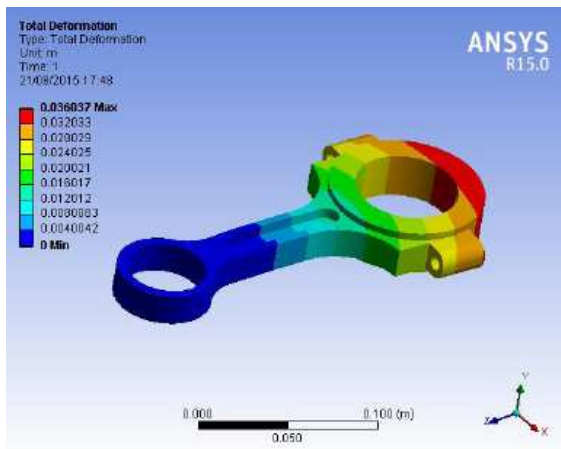 Total Deformation
Type: Total Deformation
Unit: m
Time: 1
21/08/2015 17:48
ANSYS
R15.0
0.036037 Max
0.032033
0.028029
0.024025
0.020021
0.016017
0.012012
0.0080083
0.0040042
0 Min
0.000
0.100 (m)
0.050
Y
Z
X